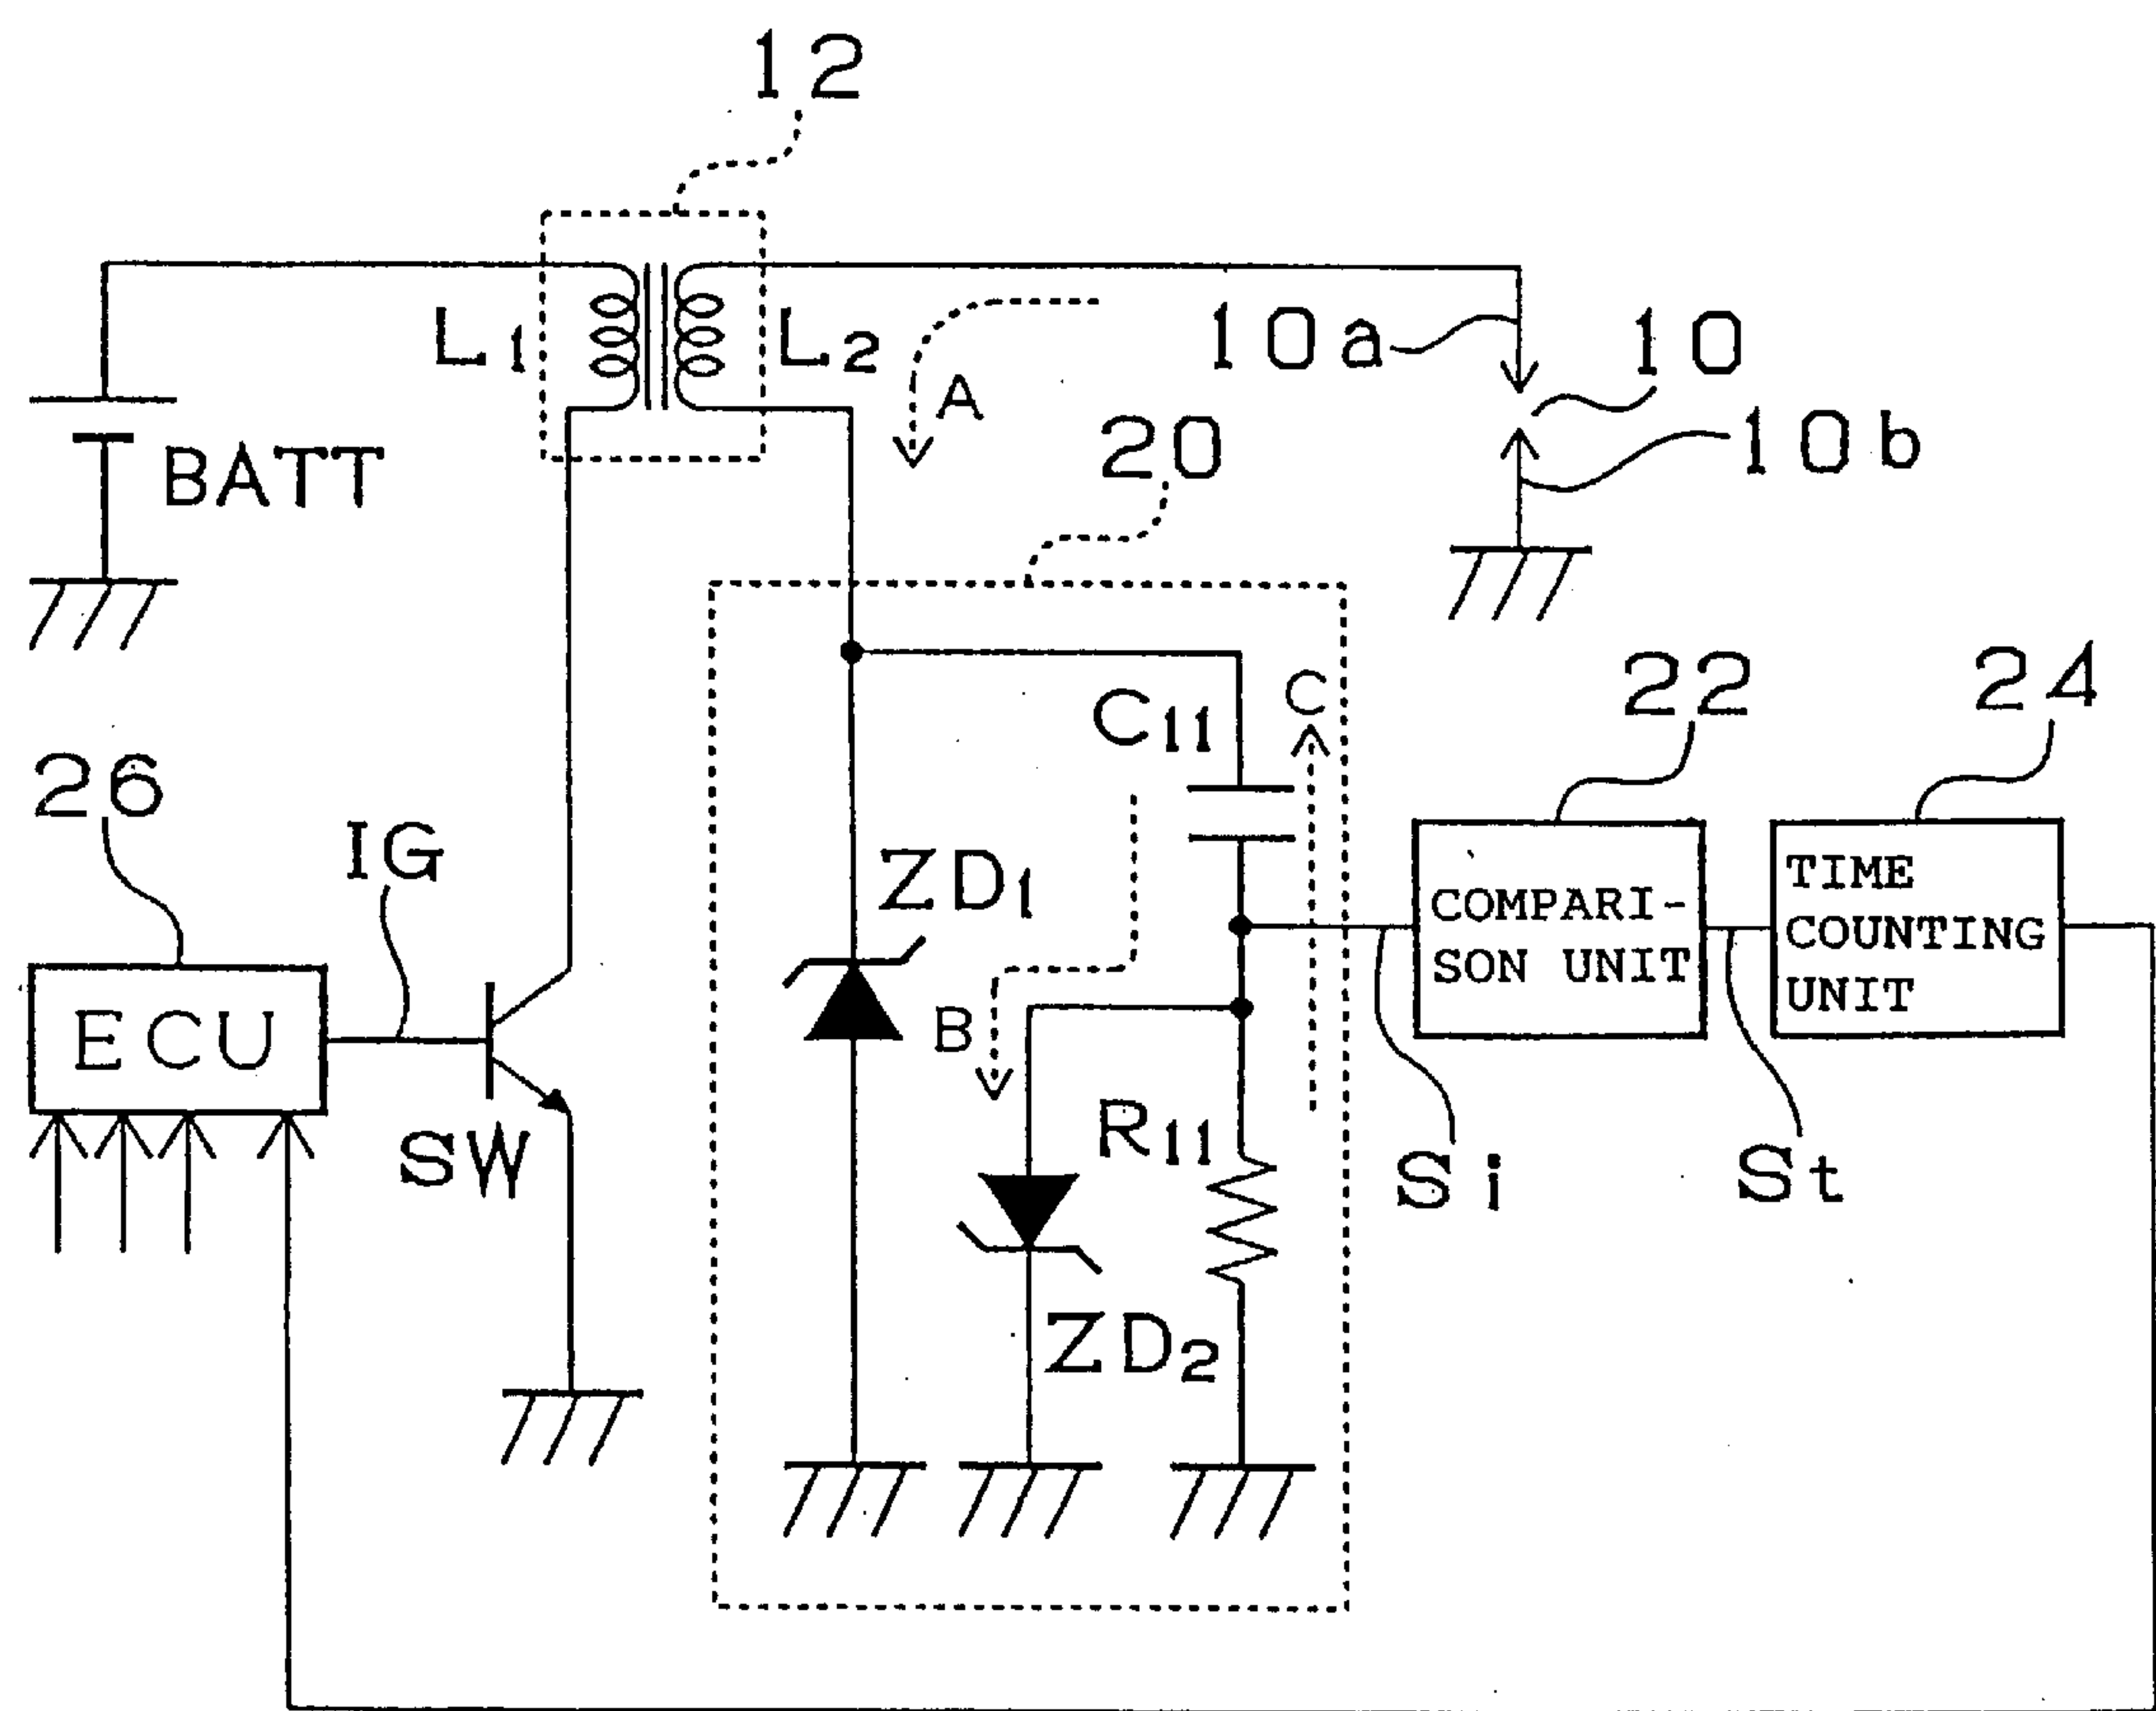 12
L1
L2
A
10a
10
10b
20
BATT
C11
C
22
24
26
IG
ZD1
COMPARI-
SON UNIT
TIME
COUNTING
UNIT
ECU
B
SW
R11
Si
St
ZD2